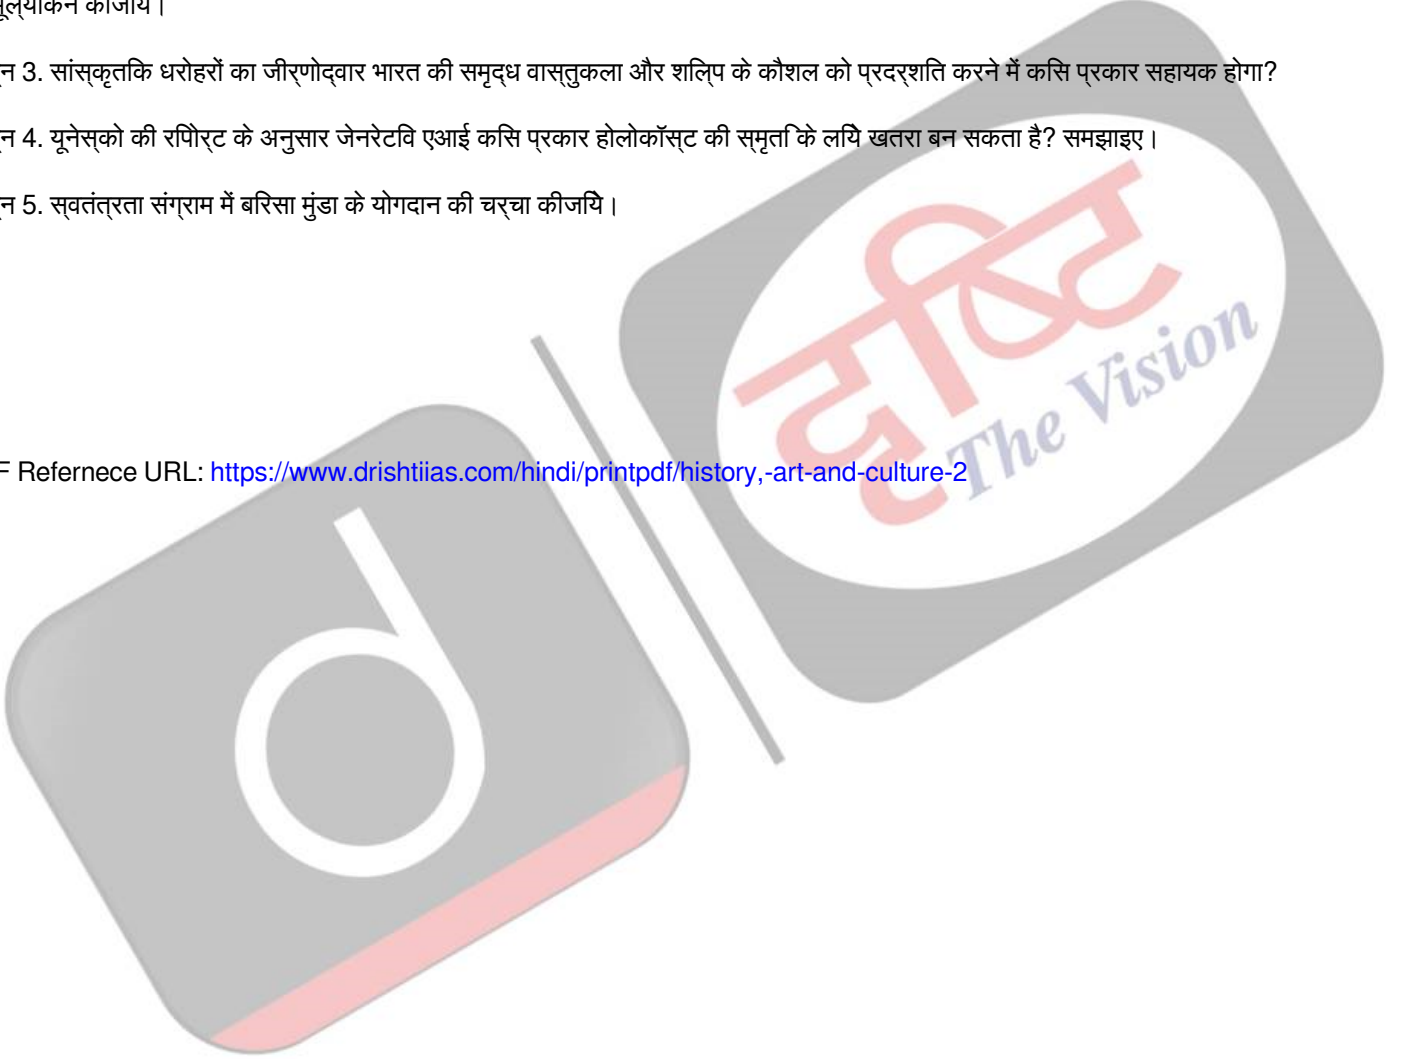 मूल्यांकन कीजिये।
न 3. सांस्कृतिक धरोहरों का जीर्णोद्वार भारत की समृद्ध वास्तुकला और शिल्प के कौशल को प्रदर्शित करने में किस प्रकार सहायक होगा?
न 4. यूनेस्को की रिपोर्ट के अनुसार जेनरेटिव एआई किस प्रकार होलोकॉस्ट की स्मृति के लिये खतरा बन सकता है? समझाइए।
न 5. स्वतंत्रता संग्राम में बिरसा मुंडा के योगदान की चर्चा कीजिये।
दृष्टि
The Vision
F Refernece URL: https://www.drishtiias.com/hindi/printpdf/history,-art-and-culture-2
d